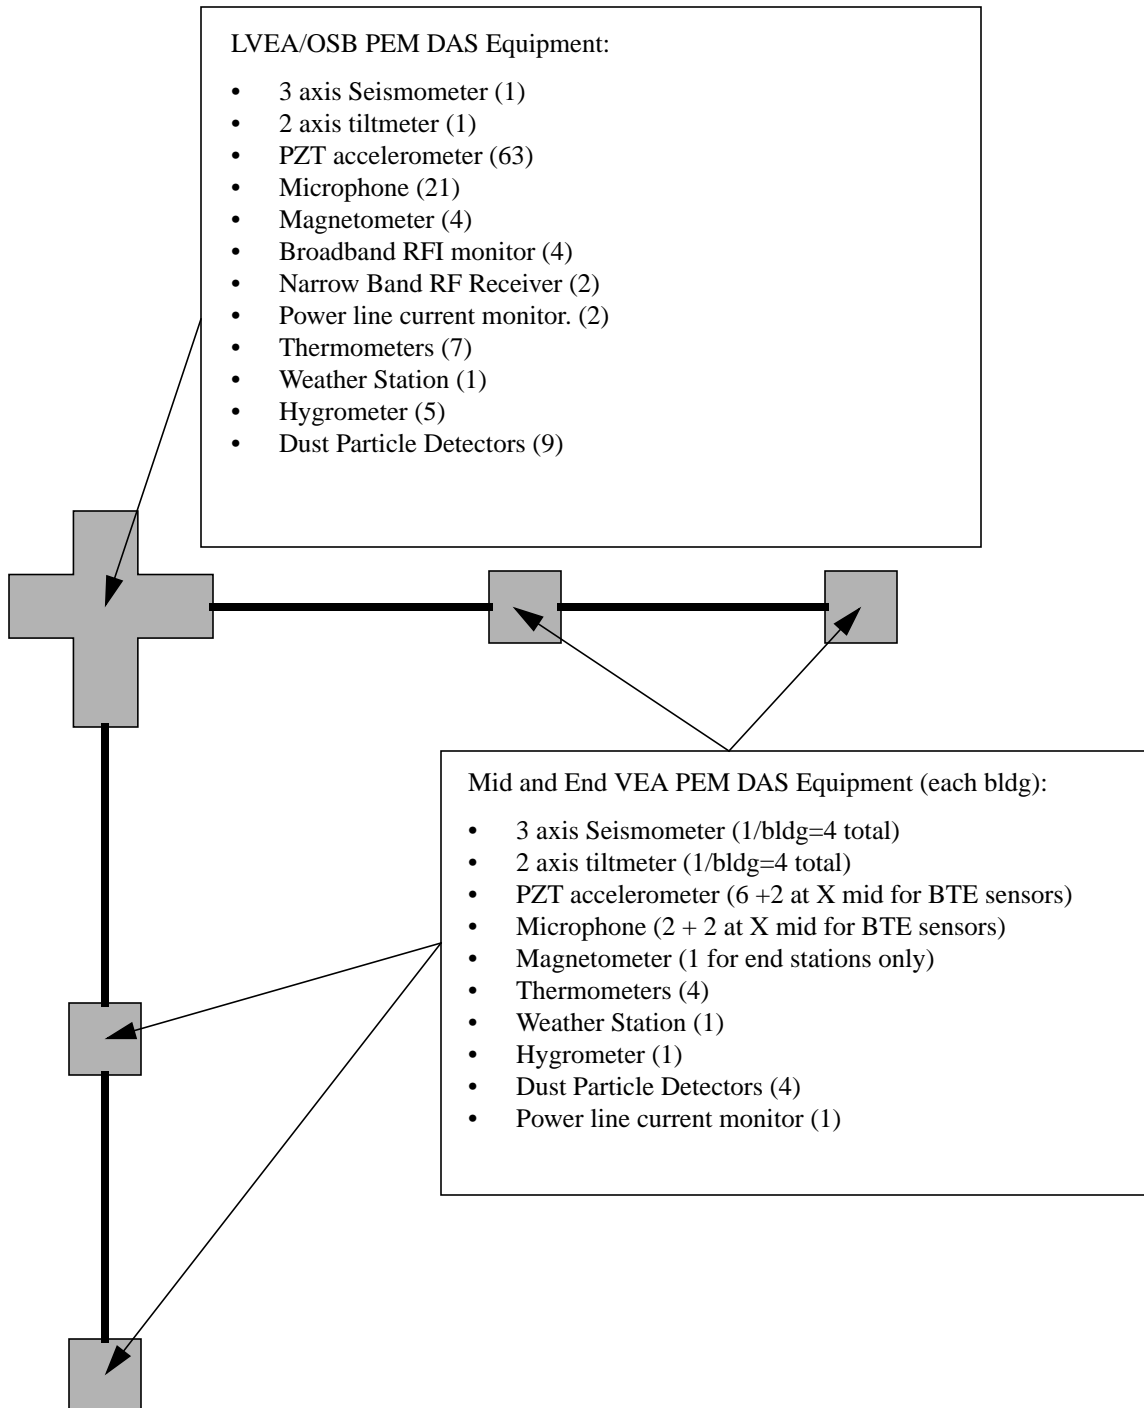 LVEA/OSB PEM DAS Equipment:
• 3 axis Seismometer (1)
• 2 axis tiltmeter (1)
• PZT accelerometer (63)
• Microphone (21)
• Magnetometer (4)
• Broadband RFI monitor (4)
• Narrow Band RF Receiver (2)
• Power line current monitor. (2)
• Thermometers (7)
• Weather Station (1)
• Hygrometer (5)
• Dust Particle Detectors (9)
Mid and End VEA PEM DAS Equipment (each bldg):
• 3 axis Seismometer (1/bldg=4 total)
• 2 axis tiltmeter (1/bldg=4 total)
• PZT accelerometer (6 +2 at X mid for BTE sensors)
• Microphone (2 + 2 at X mid for BTE sensors)
• Magnetometer (1 for end stations only)
• Thermometers (4)
• Weather Station (1)
• Hygrometer (1)
• Dust Particle Detectors (4)
• Power line current monitor (1)